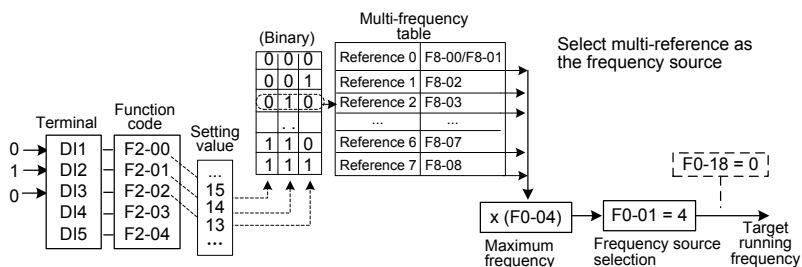 Multi-frequency
table
(Binary)
Select multi-reference as
the frequency source
0 0 0
Reference 0 F8-00/F8-01
0 0 1
Reference 1 F8-02
0 1 0
Reference 2 F8-03
. .
... ...
1 1 0
Reference 6 F8-07
1 1 1
Reference 7 F8-08
Terminal
Function
code
Setting
value
0 DI1 F2-00
1 DI2 F2-01
0 DI3 F2-02
DI4 F2-03
DI5 F2-04
...
15
14
13
...
F0-18 = 0
x (F0-04)
F0-01 = 4
Maximum
frequency
Frequency source
selection
Target
running
frequency